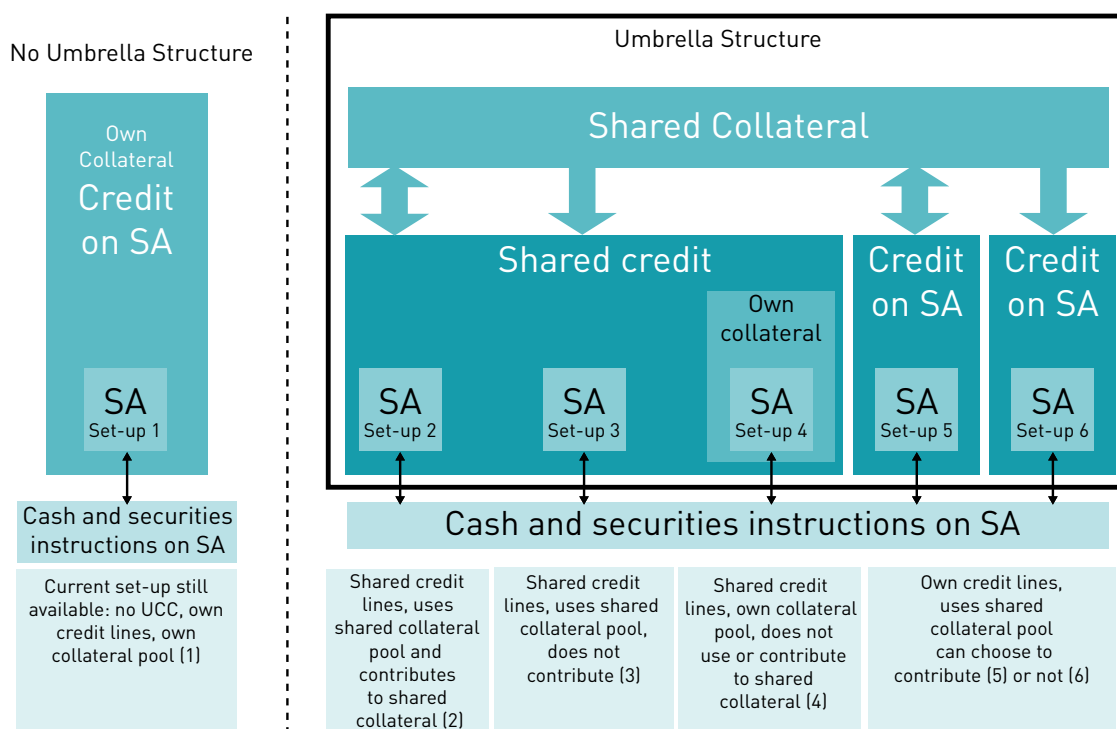 No Umbrella Structure
Own
Collateral
Credit
on SA
SA
Set-up 1
Cash and securities
instructions on SA
Current set-up still
available: no UCC, own
credit lines, own
collateral pool (1)
Umbrella Structure
Shared Collateral
Shared credit
Own
collateral
Credit
on SA
Credit
on SA
SA
Set-up 2
SA
Set-up 3
SA
Set-up 4
SA
Set-up 5
SA
Set-up 6
Cash and securities instructions on SA
Shared credit
lines, uses
shared collateral
pool and
contributes
to shared
collateral (2)
Shared credit
lines, uses shared
collateral pool,
does not
contribute (3)
Shared credit
lines, own collateral
pool, does not
use or contribute
to shared
collateral (4)
Own credit lines,
uses shared
collateral pool
can choose to
contribute (5) or not (6)